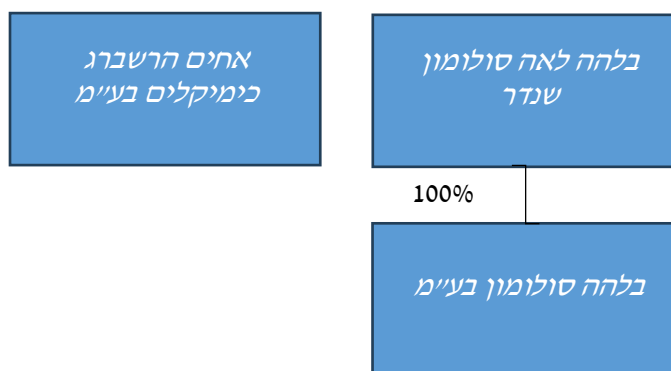 בלהה לאה סולומון
שנדר
אחים הרשברג
כימיקלים בע״מ
100%
בלהה סולומון בע״מ